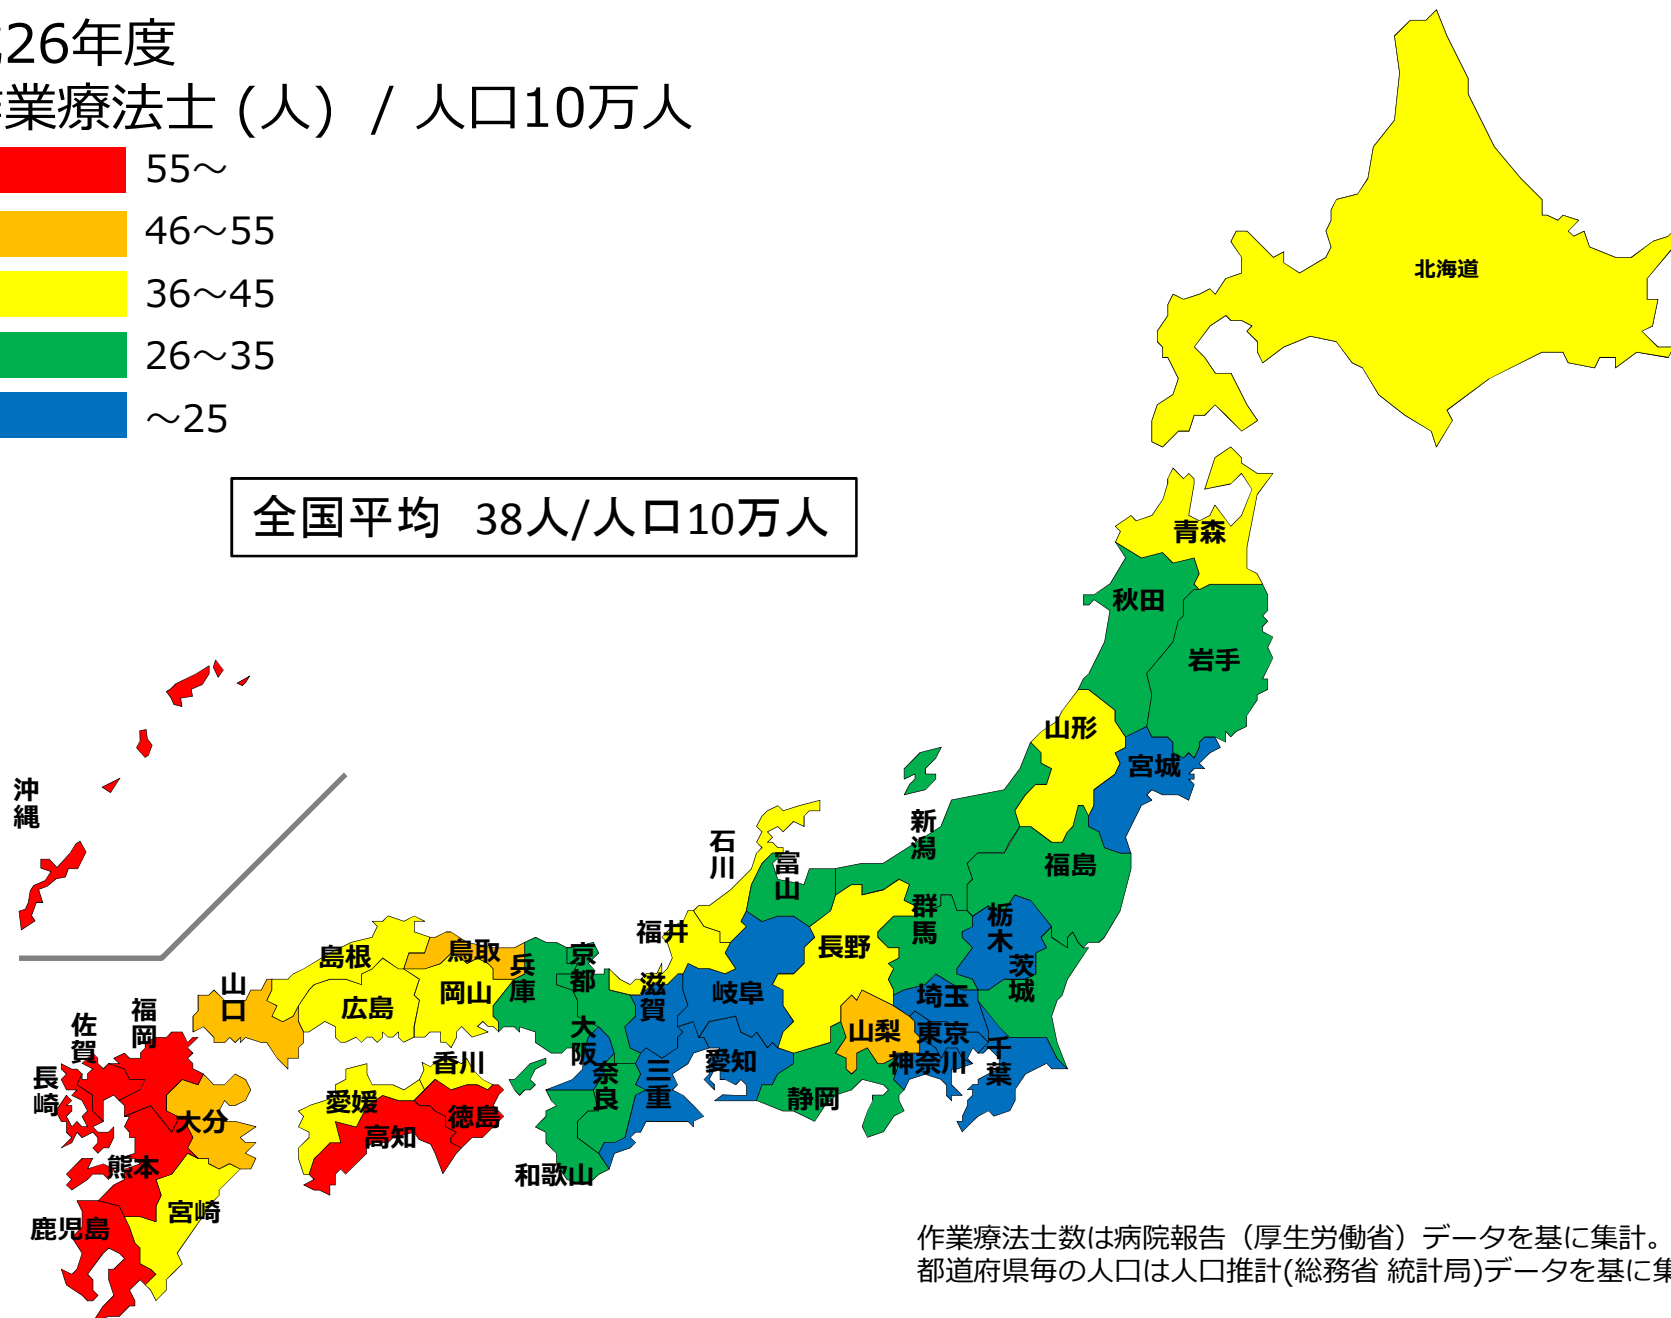 26年度
業療法士 (人) / 人口10万人
55～
46～55
36～45
26～35
～25
全国平均 38人/人口10万人
北海道
青森
秋田
岩手
山形
宮城
新潟
福島
石川
富山
群馬
栃木
茨城
福井
長野
島根
鳥取
兵庫
京都
滋賀
岐阜
山梨
埼玉
東京
神奈川
千葉
山口
広島
岡山
大阪
奈良
三重
愛知
静岡
和歌山
香川
愛媛
高知
徳島
福岡
佐賀
長崎
大分
熊本
宮崎
鹿児島
沖縄
作業療法士数は病院報告（厚生労働省）データを基に集計。
都道府県毎の人口は人口推計(総務省 統計局)データを基に集